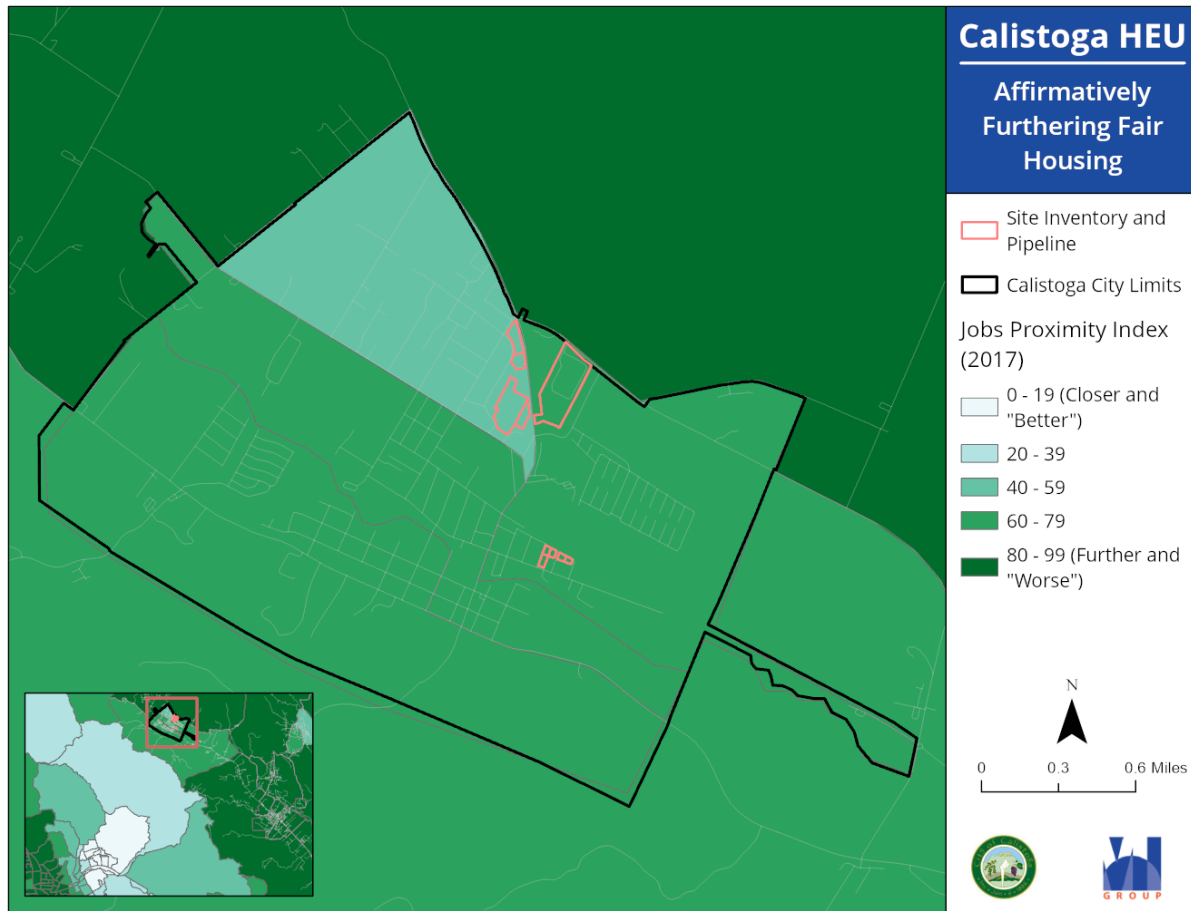 Calistoga HEU
Affirmatively
Furthering Fair
Housing
Site Inventory and
Pipeline
Calistoga City Limits
Jobs Proximity Index
(2017)
0 - 19 (Closer and
"Better")
20 - 39
40 - 59
60 - 79
80 - 99 (Further and
"Worse")
N
0 0.3 0.6 Miles
GROUP